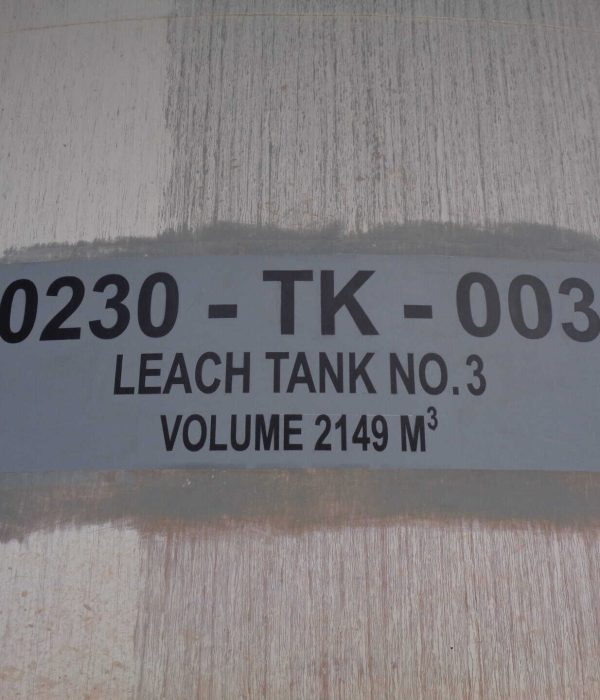 0230 - TK - 003
LEACH TANK NO. 3
VOLUME 2149 M³